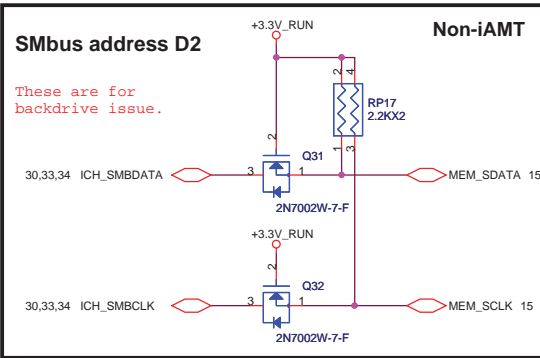 +3.3V_RUN
Non-iAMT
SMbus address D2
These are for
backdrive issue.
2 4
RP17
2.2KX2
2
1 3
Q31
30,33,34 ICH_SMBDATA 3 1 MEM_SDATA 15
2N7002W-7-F
+3.3V_RUN
2
Q32
30,33,34 ICH_SMBCLK 3 1 MEM_SCLK 15
2N7002W-7-F